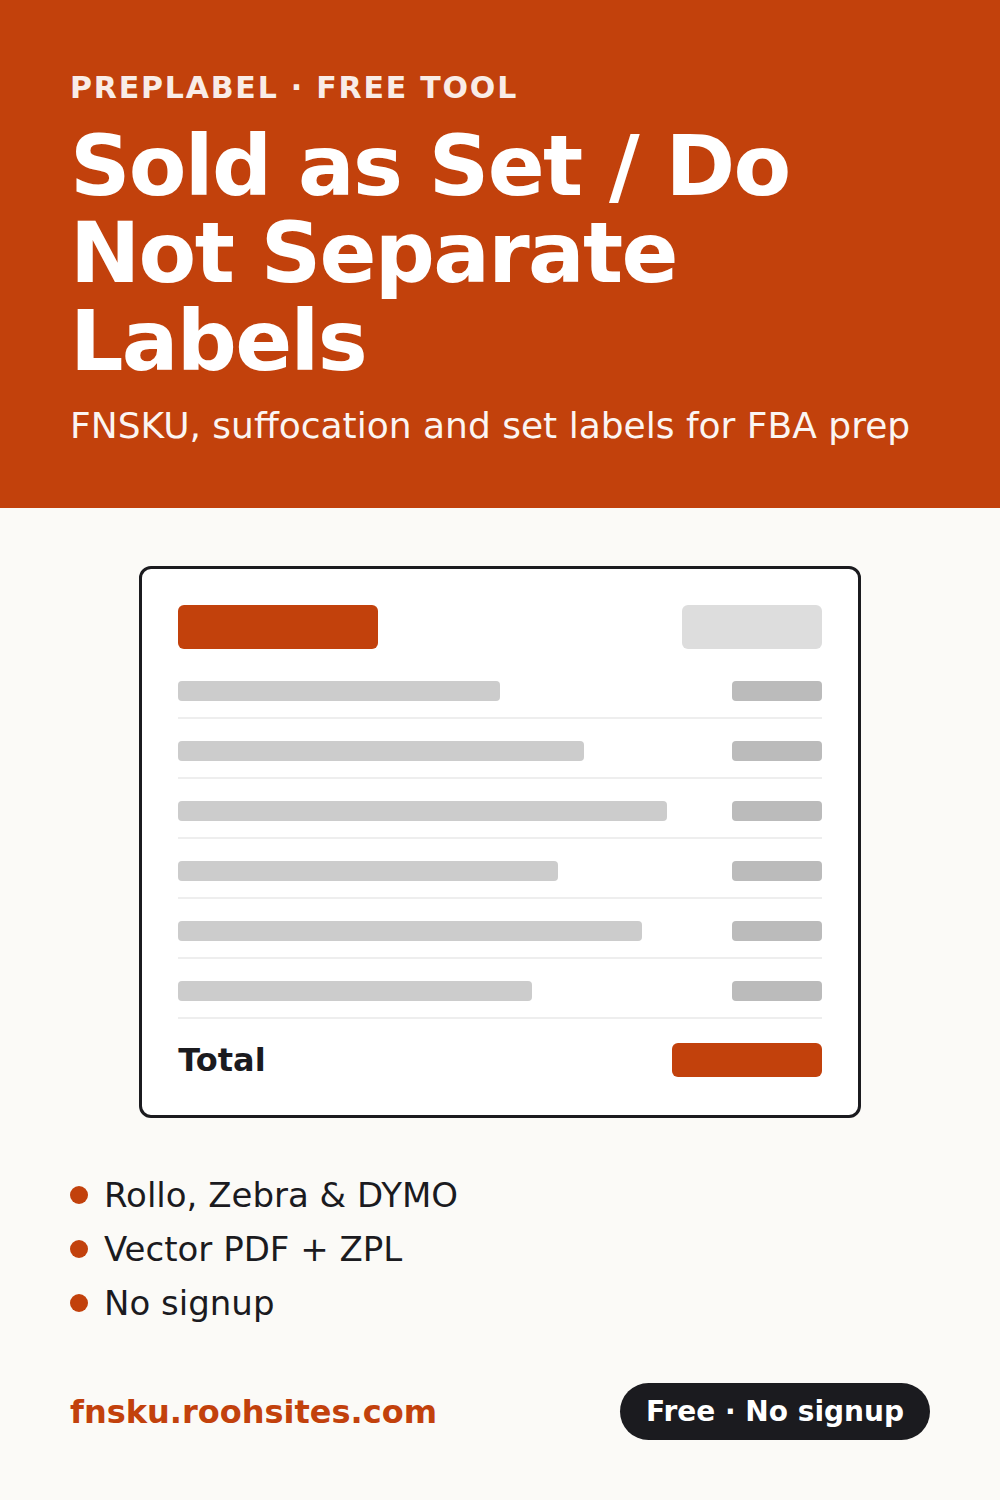 PREPLABEL · FREE TOOL
Sold as Set / Do
Not Separate
Labels
FNSKU, suffocation and set labels for FBA prep
Total
Rollo, Zebra & DYMO
Vector PDF + ZPL
No signup
fnsku.roohsites.com
Free · No signup